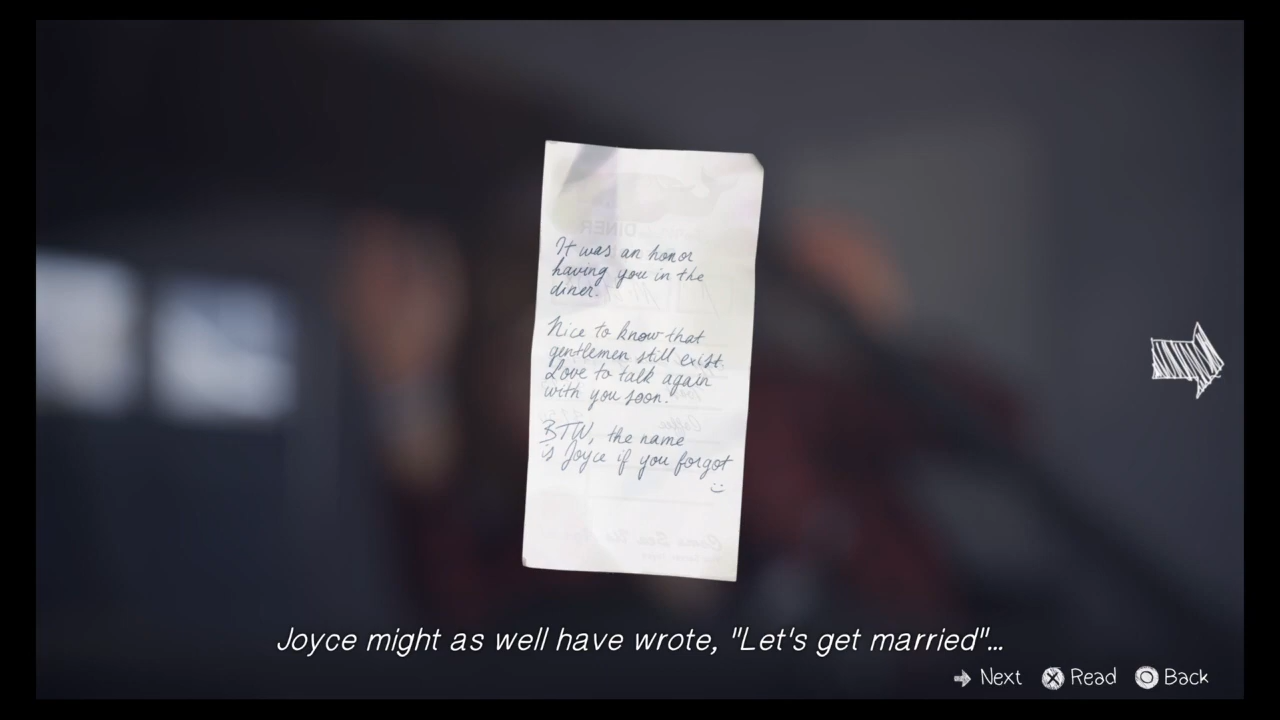 DINER
It was an honor
having you in the
diner.
Nice to know that
gentlemen still exist.
Love to talk again
with you soon.
BTW, the name
is Joyce if you forgot
Joyce might as well have wrote, "Let's get married"...
Next
Read
Back